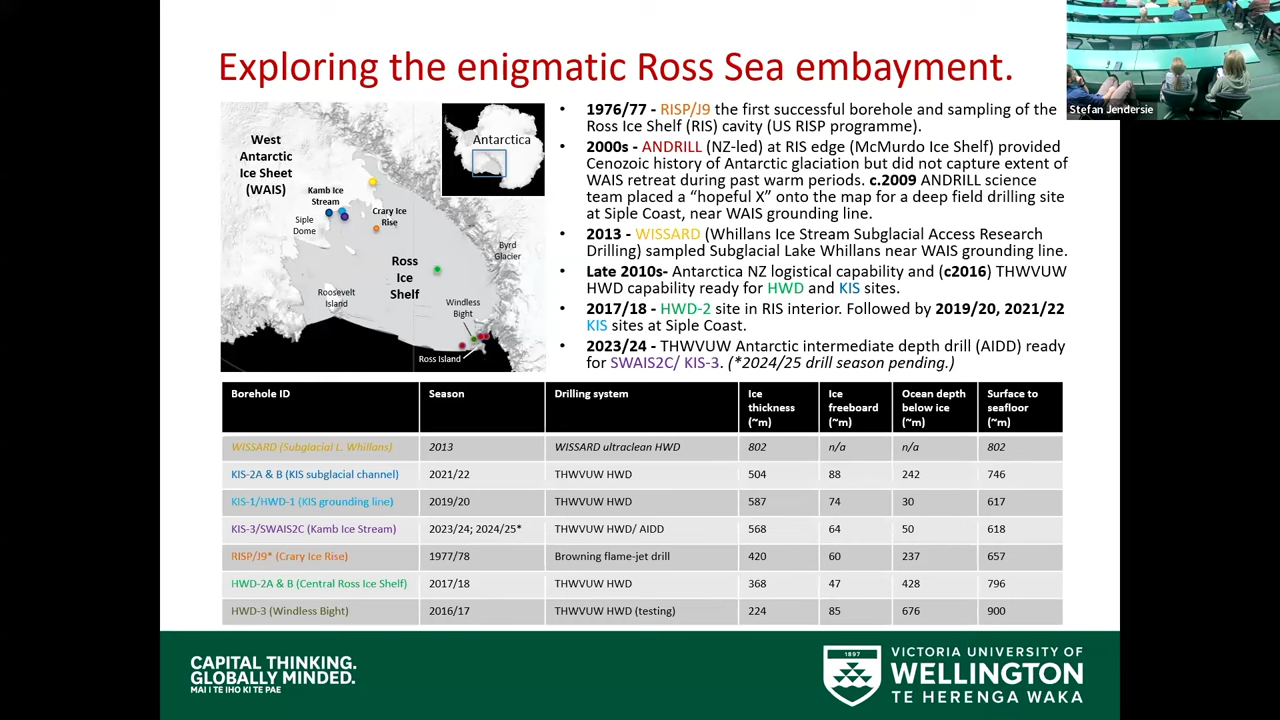 Exploring the enigmatic Ross Sea embayment.
Stefan Jendersie
West
Antarctic
Ice Sheet
(WAIS)
Antarctica
Kamb Ice
Stream
Siple
Dome
Crary Ice
Rise
Byrd
Glacier
Ross
Ice
Shelf
Roosevelt
Island
Windless
Bight
Ross Island
• 1976/77 - RISP/J9 the first successful borehole and sampling of the
Ross Ice Shelf (RIS) cavity (US RISP programme).
• 2000s - ANDRILL (NZ-led) at RIS edge (McMurdo Ice Shelf) provided
Cenozoic history of Antarctic glaciation but did not capture extent of
WAIS retreat during past warm periods. c.2009 ANDRILL science
team placed a “hopeful X” onto the map for a deep field drilling site
at Siple Coast, near WAIS grounding line.
• 2013 - WISSARD (Whillans Ice Stream Subglacial Access Research
Drilling) sampled Subglacial Lake Whillans near WAIS grounding line.
• Late 2010s- Antarctica NZ logistical capability and (c2016) THWVUW
HWD capability ready for HWD and KIS sites.
• 2017/18 - HWD-2 site in RIS interior. Followed by 2019/20, 2021/22
KIS sites at Siple Coast.
• 2023/24 - THWVUW Antarctic intermediate depth drill (AIDD) ready
for SWAIS2C/ KIS-3. (*2024/25 drill season pending.)
Borehole ID Season Drilling system Ice thickness (~m) Ice freeboard (~m) Ocean depth below ice (~m) Surface to seafloor (~m)
WISSARD (Subglacial L. Whillans) 2013 WISSARD ultraclean HWD 802 n/a n/a 802
KIS-2A & B (KIS subglacial channel) 2021/22 THWVUW HWD 504 88 242 746
KIS-1/HWD-1 (KIS grounding line) 2019/20 THWVUW HWD 587 74 30 617
KIS-3/SWAIS2C (Kamb Ice Stream) 2023/24; 2024/25* THWVUW HWD/ AIDD 568 64 50 618
RISP/J9* (Crary Ice Rise) 1977/78 Browning flame-jet drill 420 60 237 657
HWD-2A & B (Central Ross Ice Shelf) 2017/18 THWVUW HWD 368 47 428 796
HWD-3 (Windless Bight) 2016/17 THWVUW HWD (testing) 224 85 676 900
CAPITAL THINKING.
GLOBALLY MINDED.
MAI I TE IHO KI TE PAE
1897
VICTORIA UNIVERSITY OF
WELLINGTON
TE HERENGA WAKA